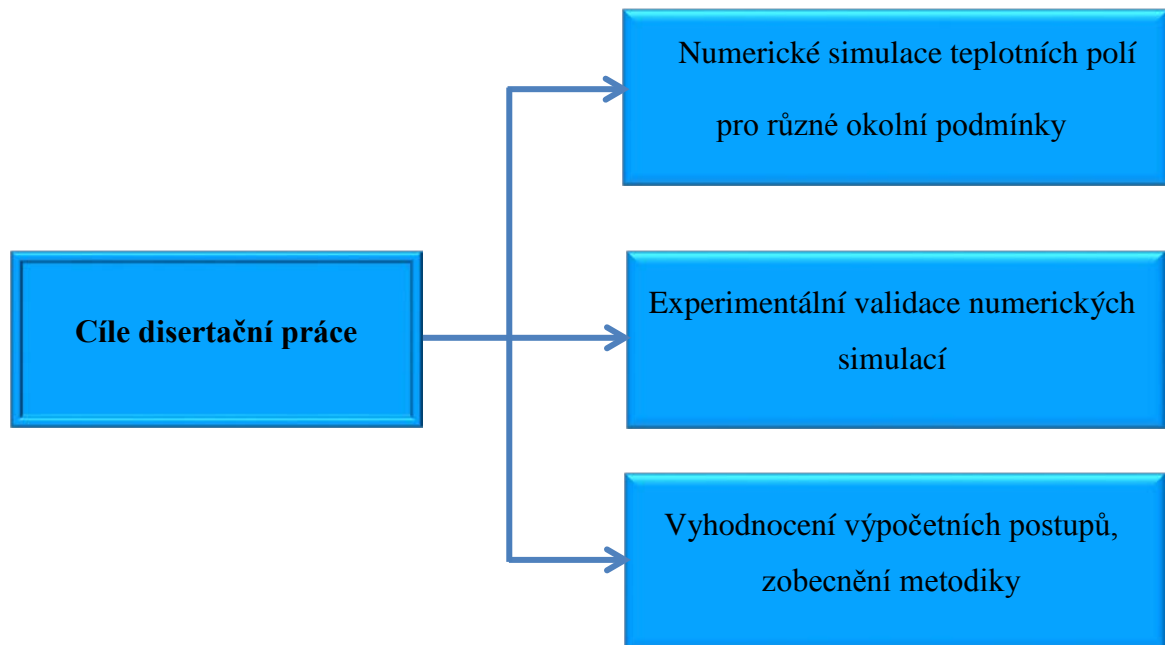 Numerické simulace teplotních polí
pro různé okolní podmínky
Cíle disertační práce
Experimentální validace numerických
simulací
Vyhodnocení výpočetních postupů,
zobecnění metodiky